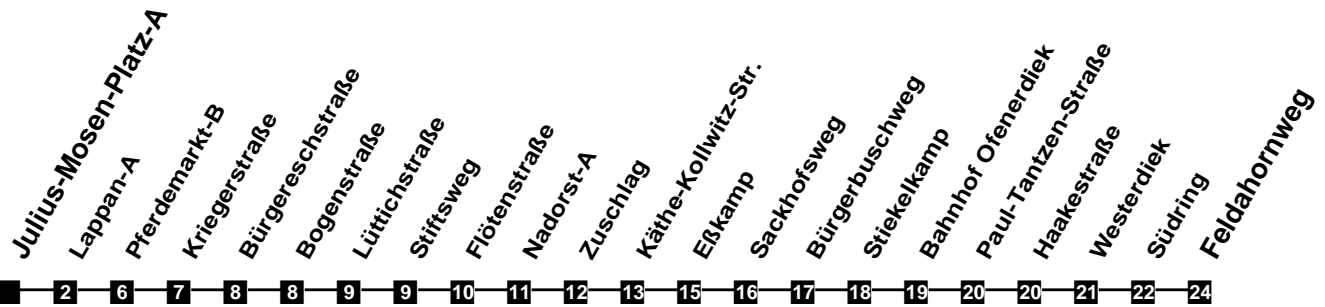 Julius-Mosen-Platz-A
Lappan-A
Pferdemarkt-B
Kriegerstraße
Bürgereschstraße
Bogenstraße
Lüttichstraße
Stiftsweg
Flötenstraße
Nadorst-A
Zuschlag
Käthe-Kollwitz-Str.
Eßkamp
Sackhofsweg
Bürgerbuschweg
Stiekelkamp
Bahnhof Ofenerdiek
Paul-Tantzen-Straße
Haakestraße
Westerdiek
Südring
Feldahornweg
2 6 7 8 8 9 9 10 11 12 13 15 16 17 18 19 20 20 21 22 24